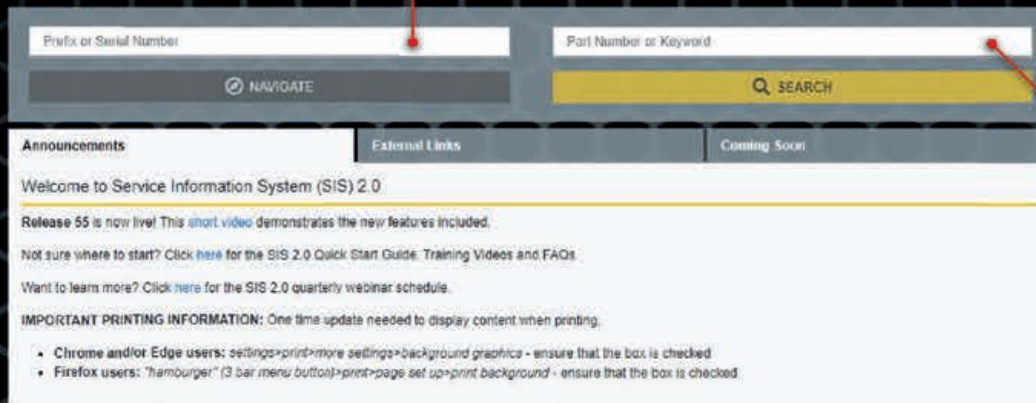 Prefix or Serial Number
Part Number or Keyword
NAVIGATE
SEARCH
Announcements
External Links
Coming Soon
Welcome to Service Information System (SIS) 2.0
Release 55 is now live! This short video demonstrates the new features included.
Not sure where to start? Click here for the SIS 2.0 Quick Start Guide, Training Videos and FAQs
Want to learn more? Click here for the SIS 2.0 quarterly webinar schedule.
IMPORTANT PRINTING INFORMATION: One time update needed to display content when printing.
• Chrome and/or Edge users: settings>print>more settings>background graphics - ensure that the box is checked
• Firefox users: "hamburger" (3 bar menu button)>print>page set up>print background - ensure that the box is checked